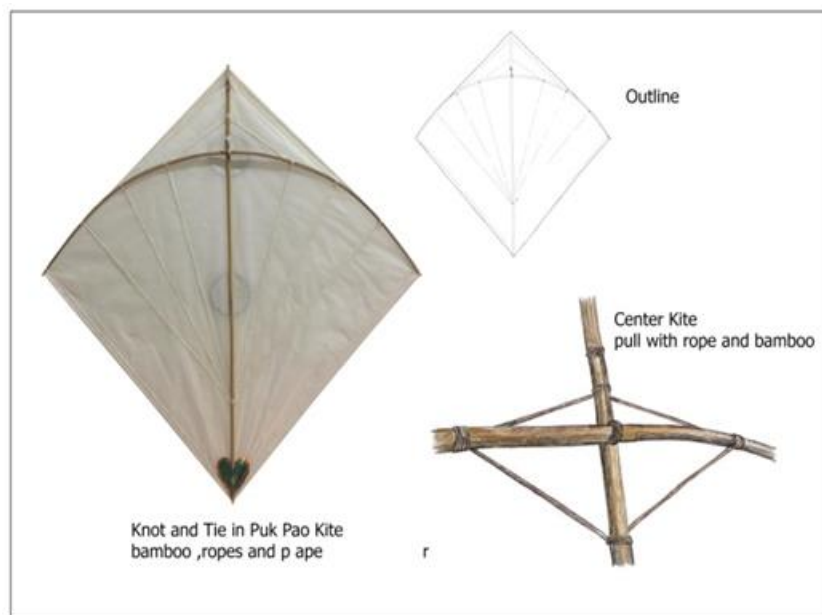 Outline
Center Kite
pull with rope and bamboo
Knot and Tie in Puk Pao Kite
bamboo ,ropes and p ape r